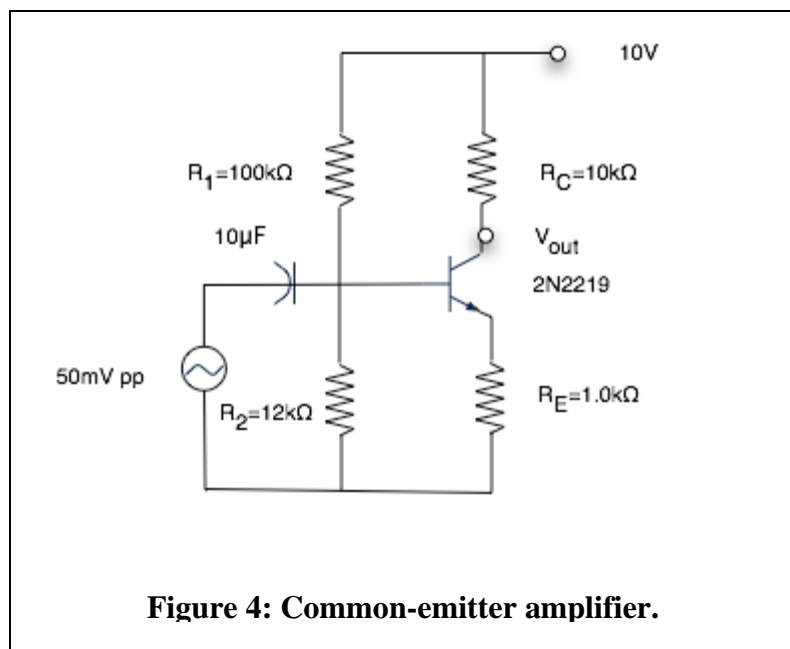 10V
R1=100kΩ
RC=10kΩ
10µF
Vout
2N2219
50mV pp
R2=12kΩ
RE=1.0kΩ
Figure 4: Common-emitter amplifier.